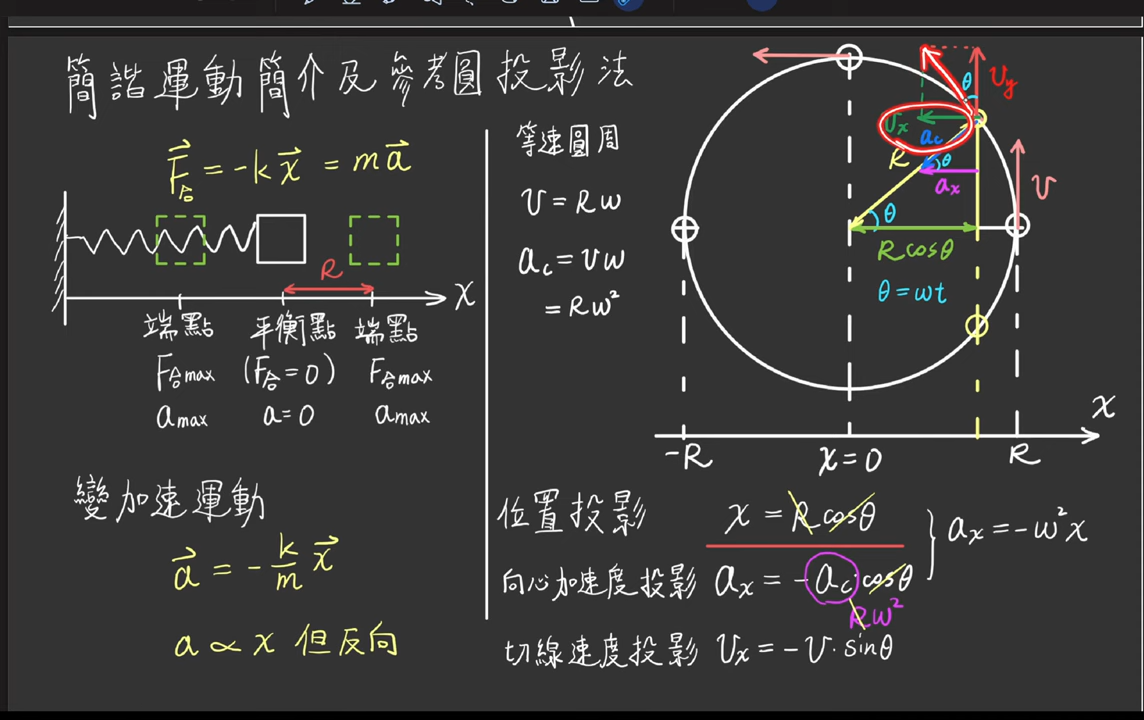 簡諧運動簡介及參考圓投影法
F⃗合 = -kx⃗ = ma⃗
R
x
端點 平衡點 端點
F合max (F合=0) F合max
amax a=0 amax
變加速運動
a⃗ = -k/m x⃗
a ∝ x 但反向
等速圓周
v = Rω
ac = vω
= Rω²
θ
vy
vx
ac
R
θ
ax
v
θ
Rcosθ
θ = ωt
x
-R x=0 R
位置投影 x = Rcosθ
向心加速度投影 ax = -ac·cosθ
Rω²
ax = -ω²x
切線速度投影 vx = -v·sinθ